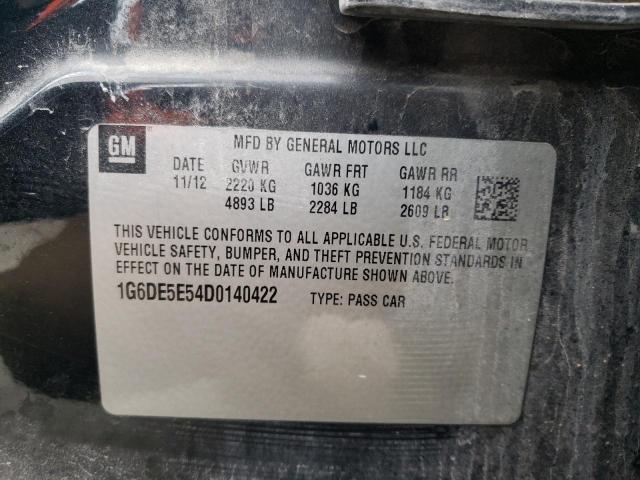 GM
MFD BY GENERAL MOTORS LLC
DATE GVWR GAWR FRT GAWR RR
11/12 2220 KG 1036 KG 1184 KG
4893 LB 2284 LB 2609 LB
THIS VEHICLE CONFORMS TO ALL APPLICABLE U.S. FEDERAL MOTOR
VEHICLE SAFETY, BUMPER, AND THEFT PREVENTION STANDARDS IN
EFFECT ON THE DATE OF MANUFACTURE SHOWN ABOVE.
1G6DE5E54D0140422 TYPE: PASS CAR